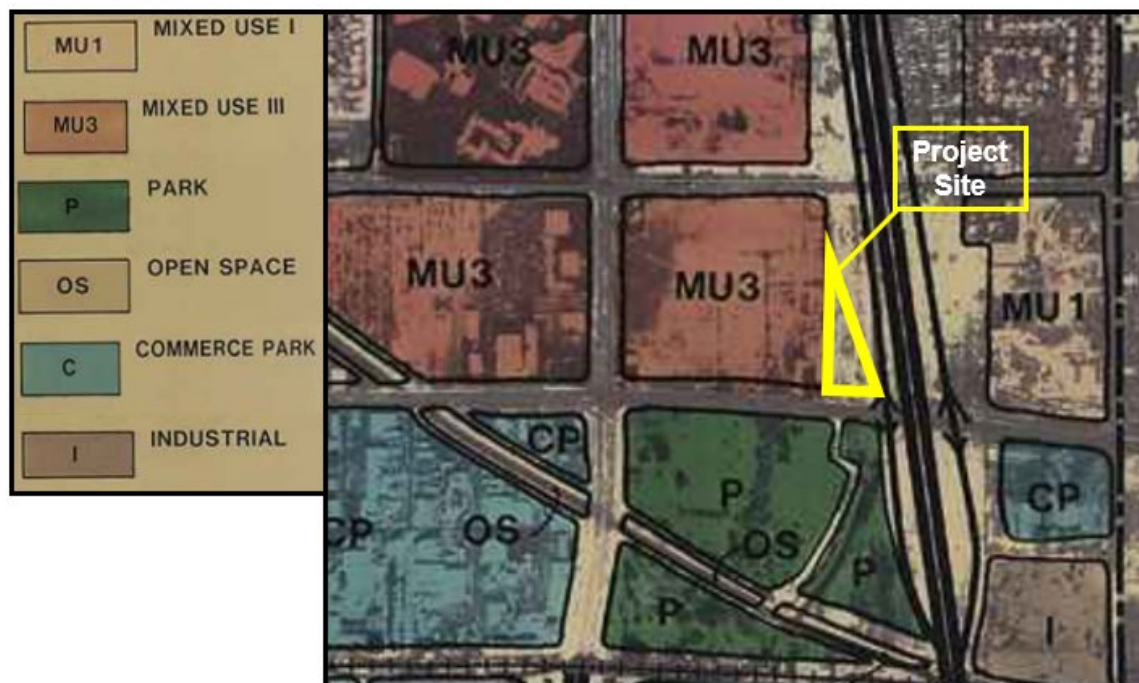 MU1 MIXED USE I
MU3 MIXED USE III
P PARK
OS OPEN SPACE
C COMMERCE PARK
I INDUSTRIAL
MU3 MU3
Project
Site
MU3 MU3 MU1
CP
P CP
OS OS
CP P
P I